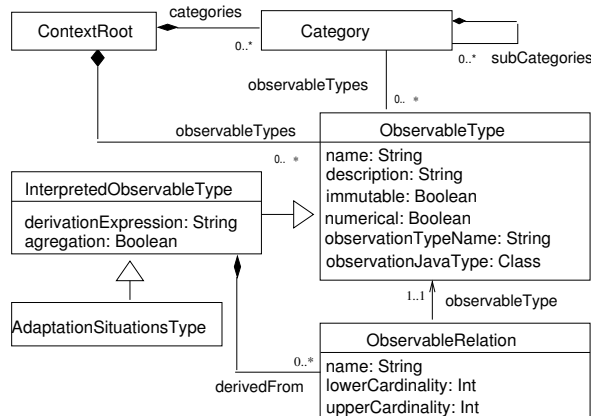 categories
ContextRoot
Category
0..*
0..*
subCategories
observableTypes
0.. *
observableTypes
0.. *
ObservableType
name: String
description: String
immutable: Boolean
numerical: Boolean
observationTypeName: String
observationJavaType: Class
InterpretedObservableType
derivationExpression: String
agregation: Boolean
AdaptationSituationsType
1..1
observableType
0..*
derivedFrom
ObservableRelation
name: String
lowerCardinality: Int
upperCardinality: Int